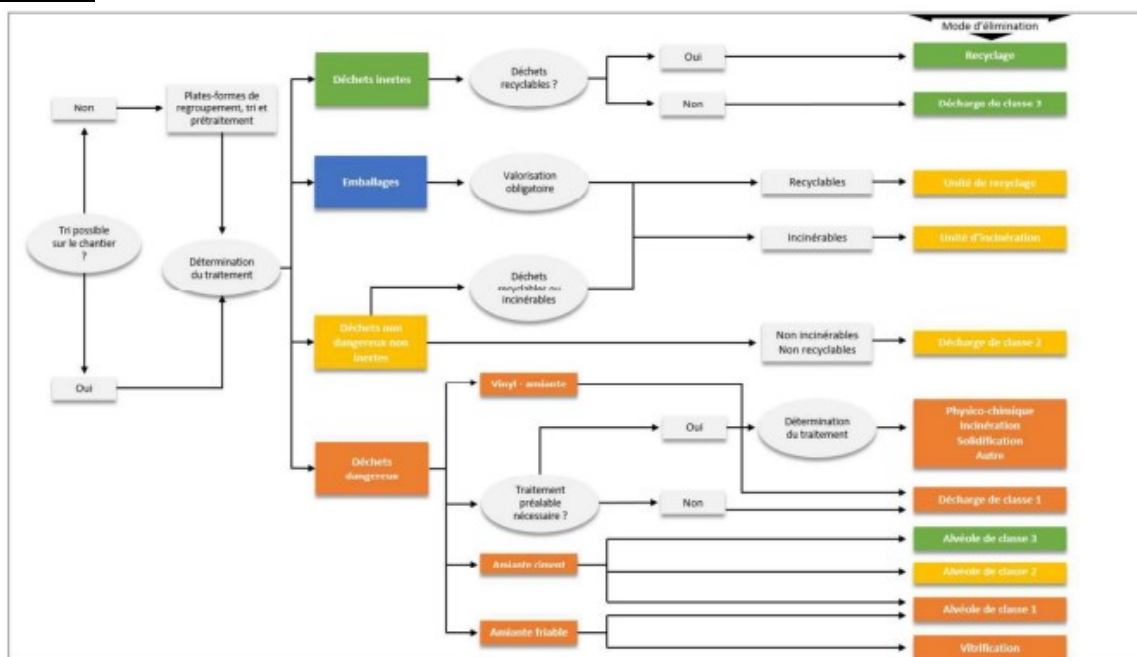 Mode d'élimination
Déchets inertes
Déchets
recyclables ?
Oui
Recyclage
Non
Décharge de classe 3
Non
Plates-formes de
regroupement, tri et
prétraitement
Emballages
Valorisation
obligatoire
Recyclables
Unité de recyclage
Incinérables
Unité d'incinération
Tri possible
sur le chantier
?
Détermination
du traitement
Déchets
recyclables ou
incinérables
Déchets non
dangereux non
inertes
Non incinérables
Non recyclables
Décharge de classe 2
Oui
Vinyl - amiante
Oui
Détermination
du traitement
Physico-chimique
Incinération
Solidification
Autre
Déchets
dangereux
Traitement
préalable
nécessaire ?
Non
Décharge de classe 1
Amiante ciment
Alvéole de classe 3
Alvéole de classe 2
Alvéole de classe 1
Amiante friable
Vitrification